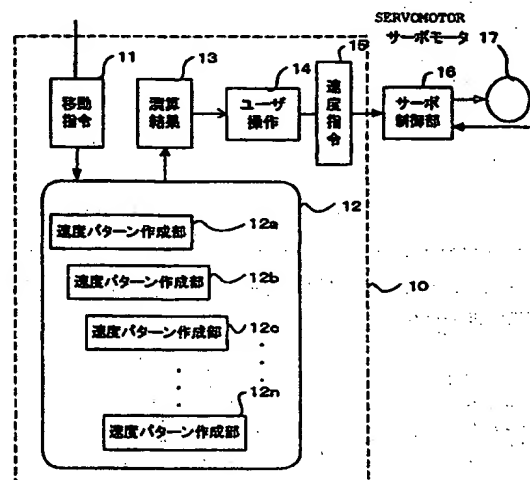 SERVOMOTOR
サーボモータ 17
11
13
14
15
16
移動
指令
演算
結果
ユーザ
操作
速度指令
サーボ
制御部
12
速度パターン作成部
12a
速度パターン作成部
12b
速度パターン作成部
12c
10
12n
速度パターン作成部